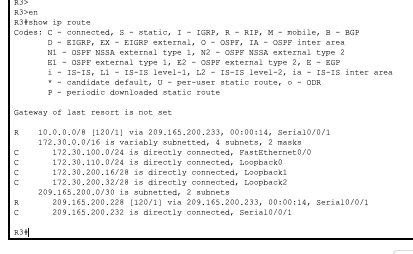 R3>
R3>en
R3#show ip route
Codes: C - connected, S - static, I - IGRP, R - RIP, M - mobile, B - BGP
       D - EIGRP, EX - EIGRP external, O - OSPF, IA - OSPF inter area
       N1 - OSPF NSSA external type 1, N2 - OSPF NSSA external type 2
       E1 - OSPF external type 1, E2 - OSPF external type 2, E - EGP
       i - IS-IS, L1 - IS-IS level-1, L2 - IS-IS level-2, ia - IS-IS inter area
       * - candidate default, U - per-user static route, o - ODR
       P - periodic downloaded static route

Gateway of last resort is not set

R    10.0.0.0/8 [120/1] via 209.165.200.233, 00:00:14, Serial0/0/1
     172.30.0.0/16 is variably subnetted, 4 subnets, 2 masks
C       172.30.100.0/24 is directly connected, FastEthernet0/0
C       172.30.110.0/24 is directly connected, Loopback0
C       172.30.200.16/28 is directly connected, Loopback1
C       172.30.200.32/28 is directly connected, Loopback2
     209.165.200.0/30 is subnetted, 2 subnets
R       209.165.200.228 [120/1] via 209.165.200.233, 00:00:14, Serial0/0/1
C       209.165.200.232 is directly connected, Serial0/0/1

R3#